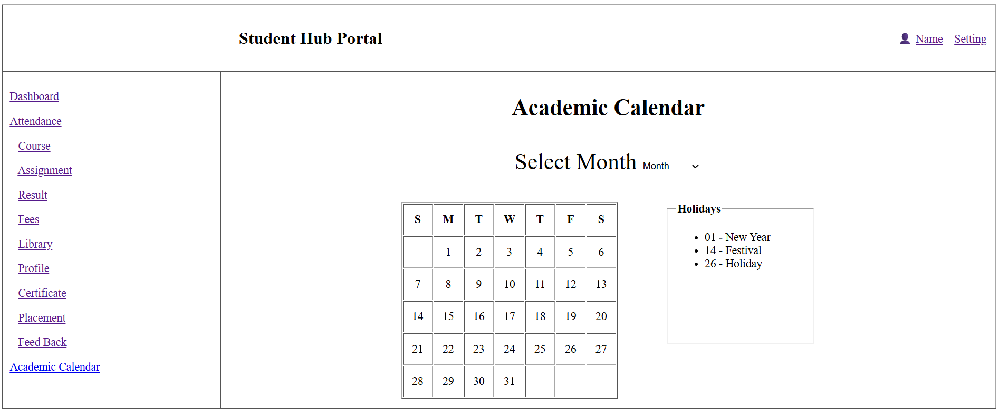 Student Hub Portal
Name Setting
Dashboard
Attendance
Course
Assignment
Result
Fees
Library
Profile
Certificate
Placement
Feed Back
Academic Calendar
Academic Calendar
Select Month Month
S M T W T F S
1 2 3 4 5 6
7 8 9 10 11 12 13
14 15 16 17 18 19 20
21 22 23 24 25 26 27
28 29 30 31
Holidays
01 - New Year
14 - Festival
26 - Holiday